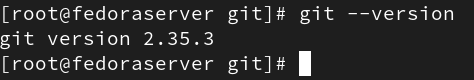 [root@fedoraserver git]# git --version
git version 2.35.3
[root@fedoraserver git]#